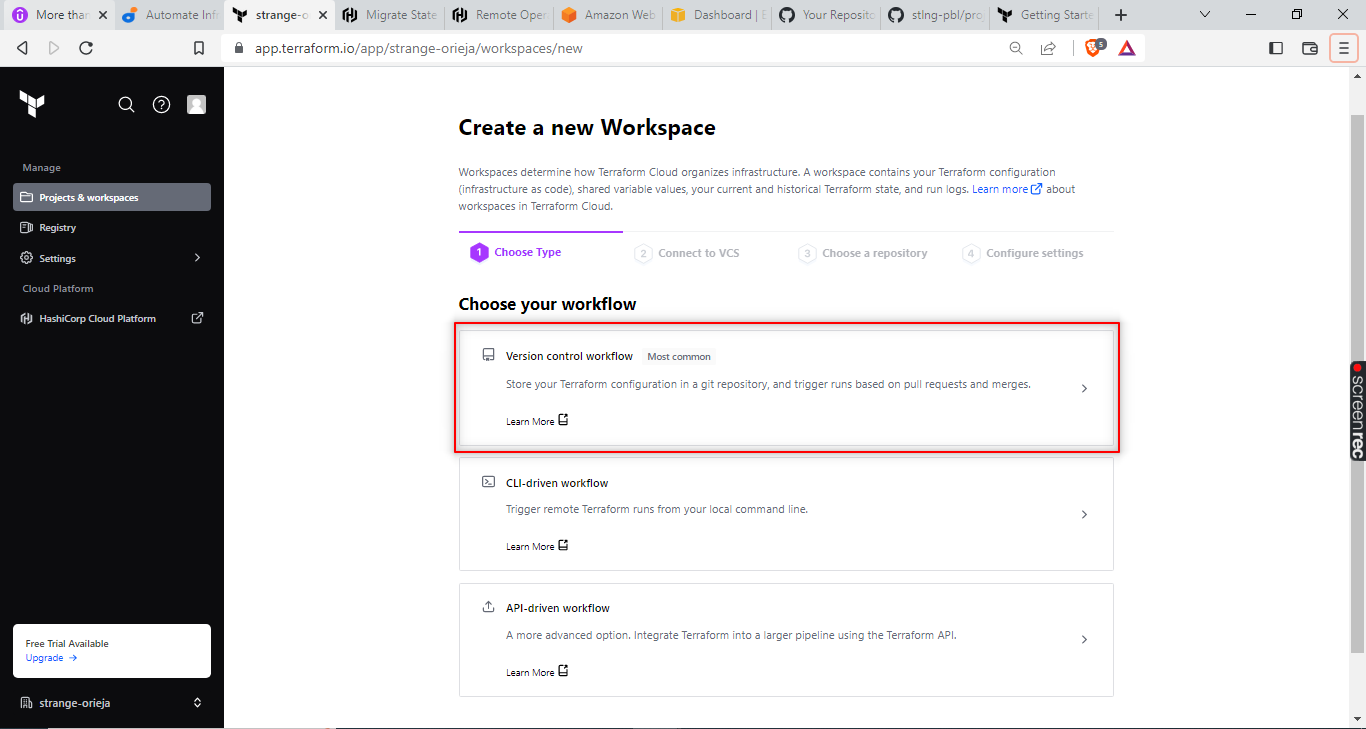 More than
Automate Inf
strange-o
Migrate State
Remote Oper
Amazon Web
Dashboard | E
Your Reposito
stlng-pbl/pro
Getting Starte
app.terraform.io/app/strange-orieja/workspaces/new
5
Manage
Projects & workspaces
Registry
Settings
Cloud Platform
HashiCorp Cloud Platform
Free Trial Available
Upgrade →
strange-orieja
Create a new Workspace
Workspaces determine how Terraform Cloud organizes infrastructure. A workspace contains your Terraform configuration
(infrastructure as code), shared variable values, your current and historical Terraform state, and run logs. Learn more about
workspaces in Terraform Cloud.
1 Choose Type
2 Connect to VCS
3 Choose a repository
4 Configure settings
Choose your workflow
Version control workflow Most common
Store your Terraform configuration in a git repository, and trigger runs based on pull requests and merges.
Learn More
CLI-driven workflow
Trigger remote Terraform runs from your local command line.
Learn More
API-driven workflow
A more advanced option. Integrate Terraform into a larger pipeline using the Terraform API.
Learn More
screenrec